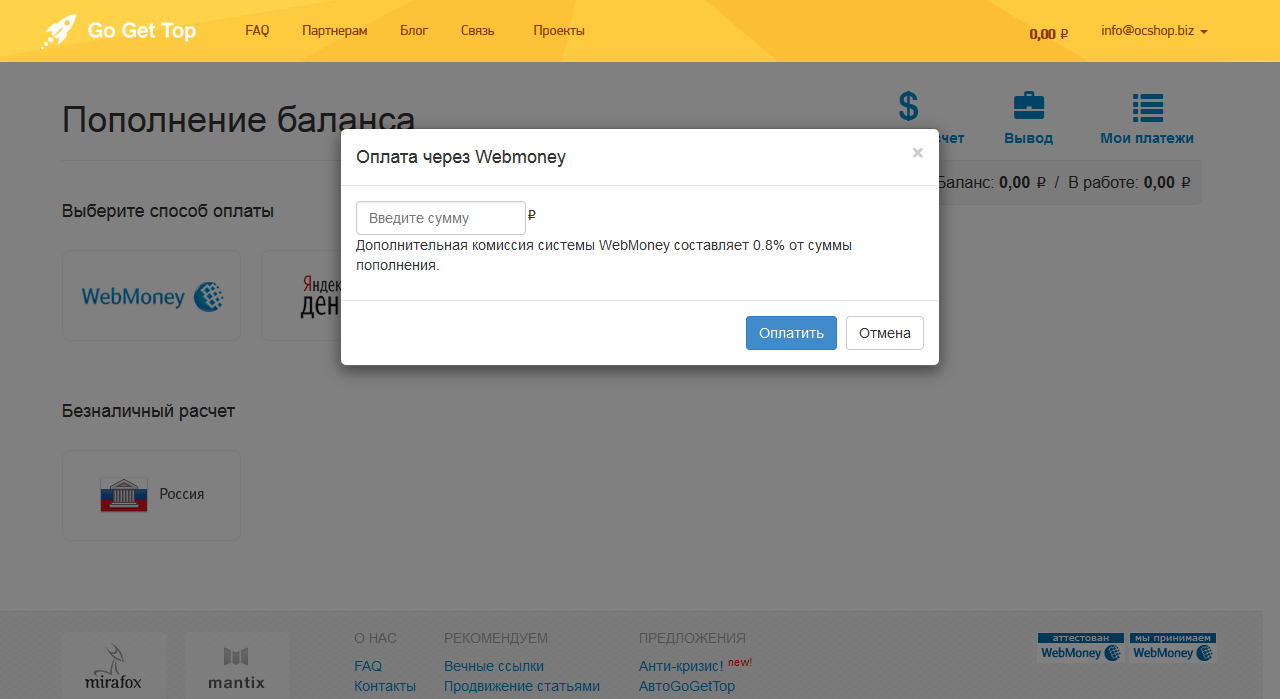 Go Get Top
FAQ
Партнерам
Блог
Связь
Проекты
0,00 ₽
info@ocshop.biz
Пополнение баланса
$
чет
Вывод
Мои платежи
Баланс: 0,00 ₽ / В работе: 0,00 ₽
Оплата через Webmoney
×
Введите сумму ₽
Дополнительная комиссия системы WebMoney составляет 0.8% от суммы
пополнения.
Оплатить
Отмена
Выберите способ оплаты
WebMoney
Яндек
ден
Безналичный расчет
Россия
mirafox
mantix
О НАС
FAQ
Контакты
РЕКОМЕНДУЕМ
Вечные ссылки
Продвижение статьями
ПРЕДЛОЖЕНИЯ
Анти-кризис! new!
АвтоGoGetTop
аттестован
WebMoney
мы принимаем
WebMoney